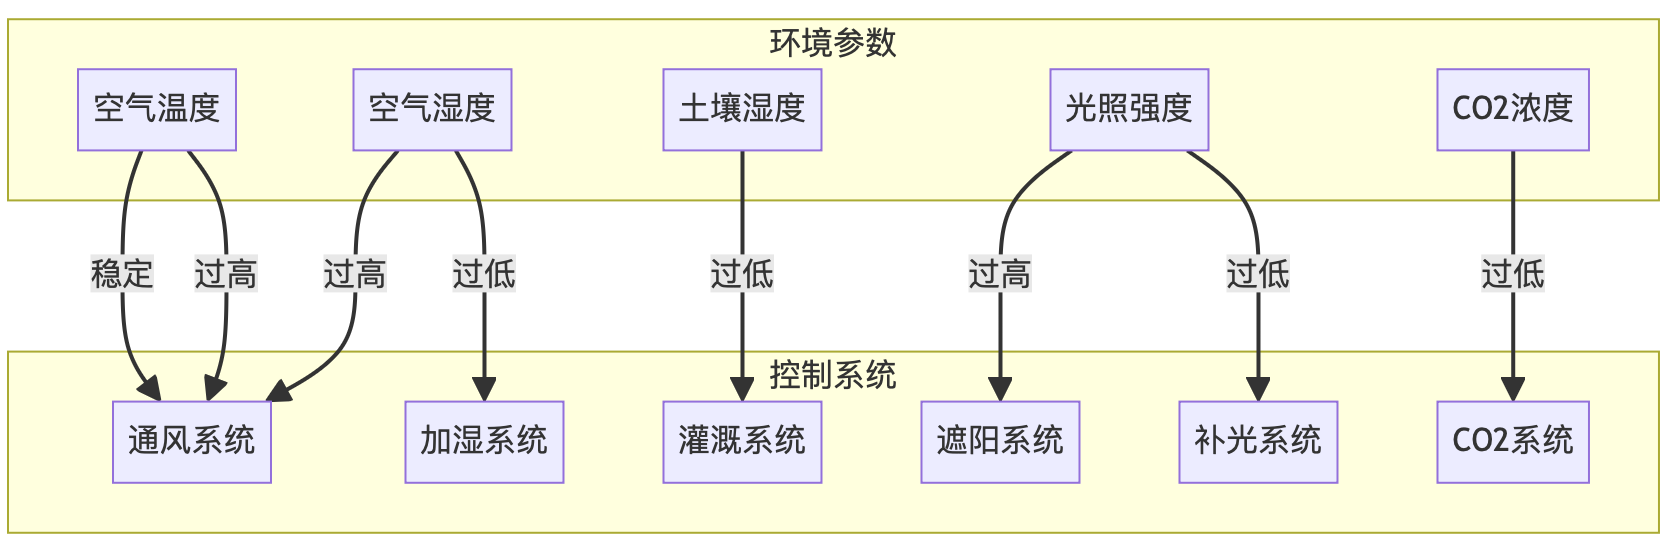 环境参数
空气温度
空气湿度
土壤湿度
光照强度
CO2浓度
稳定
过高
过高
过低
过低
过高
过低
过低
控制系统
通风系统
加湿系统
灌溉系统
遮阳系统
补光系统
CO2系统